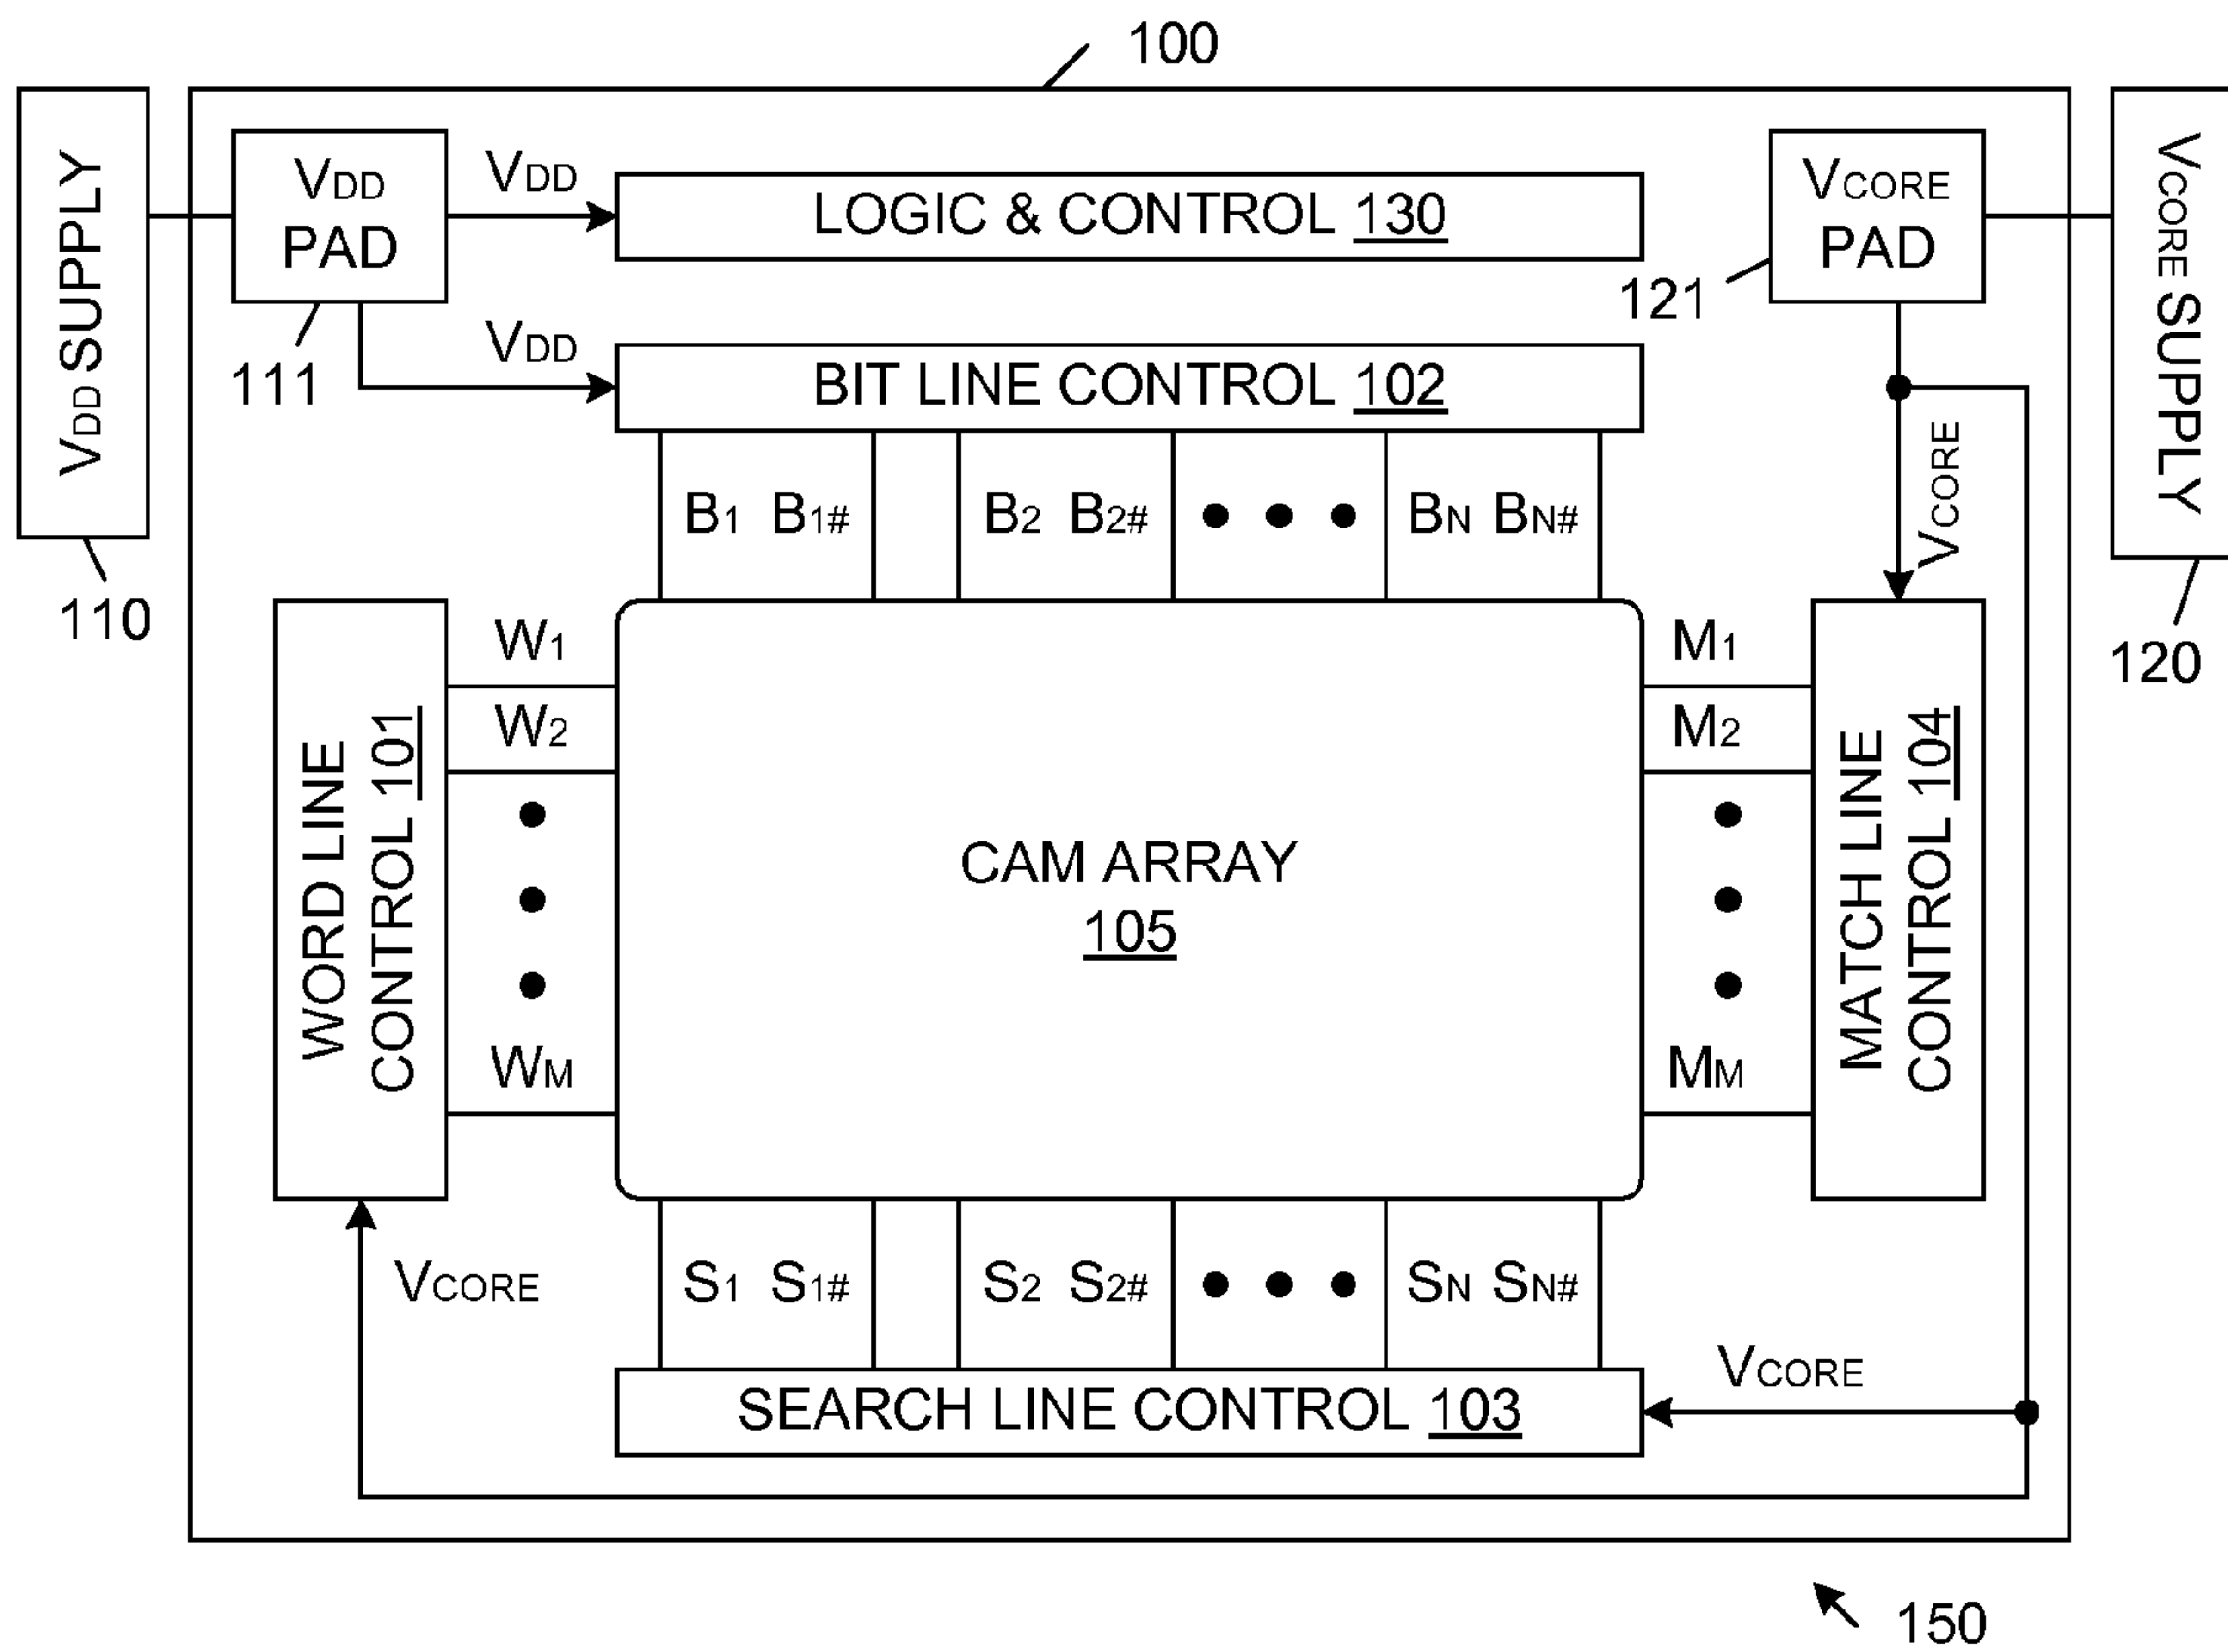 100
VDD SUPPLY
110
VDD
PAD
111
VDD
LOGIC & CONTROL 130
VCORE
PAD
121
VCORE SUPPLY
120
VDD
BIT LINE CONTROL 102
VCORE
B1 B1# B2 B2# • • • BN BN#
WORD LINE
CONTROL 101
W1
W2
WM
CAM ARRAY
105
M1
M2
MM
MATCH LINE
CONTROL 104
VCORE
S1 S1# S2 S2# • • • SN SN#
VCORE
SEARCH LINE CONTROL 103
150